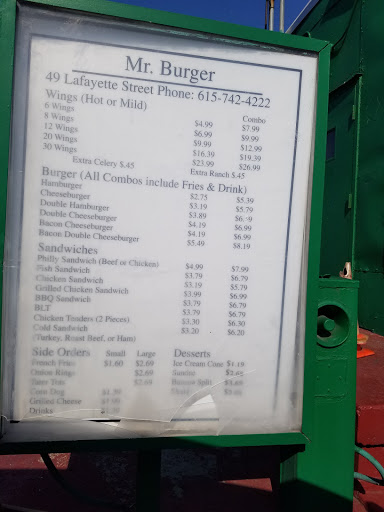 Mr. Burger
49 Lafayette Street Phone: 615-742-4222
Wings (Hot or Mild) Combo
6 Wings $4.99 $7.99
8 Wings $6.99 $9.99
12 Wings $9.99 $12.99
20 Wings $16.39 $19.39
30 Wings $23.99 $26.99
Extra Celery $.45 Extra Ranch $.45
Burger (All Combos include Fries & Drink)
Hamburger $2.75 $5.39
Cheeseburger $3.19 $5.79
Double Hamburger $3.89
Double Cheeseburger $4.19 $6.99
Bacon Cheeseburger $4.19 $6.99
Bacon Double Cheeseburger $5.49 $8.19
Sandwiches
Philly Sandwich (Beef or Chicken) $4.99 $7.99
Fish Sandwich $3.79 $6.79
Chicken Sandwich $3.19 $5.79
Grilled Chicken Sandwich $3.99 $6.99
BBQ Sandwich $3.79 $6.79
BLT $3.79 $6.79
Chicken Tenders (2 Pieces) $3.30 $6.30
Cold Sandwich $3.20 $6.20
(Turkey, Roast Beef, or Ham)
Side Orders Small Large
French Fries $1.60 $2.69
Onion Rings $2.69
Tater Tots $2.69
Corn Dog $1.39
Grilled Cheese
Drinks
Desserts
Ice Cream Cone $1.19
Sundae
Banana Split